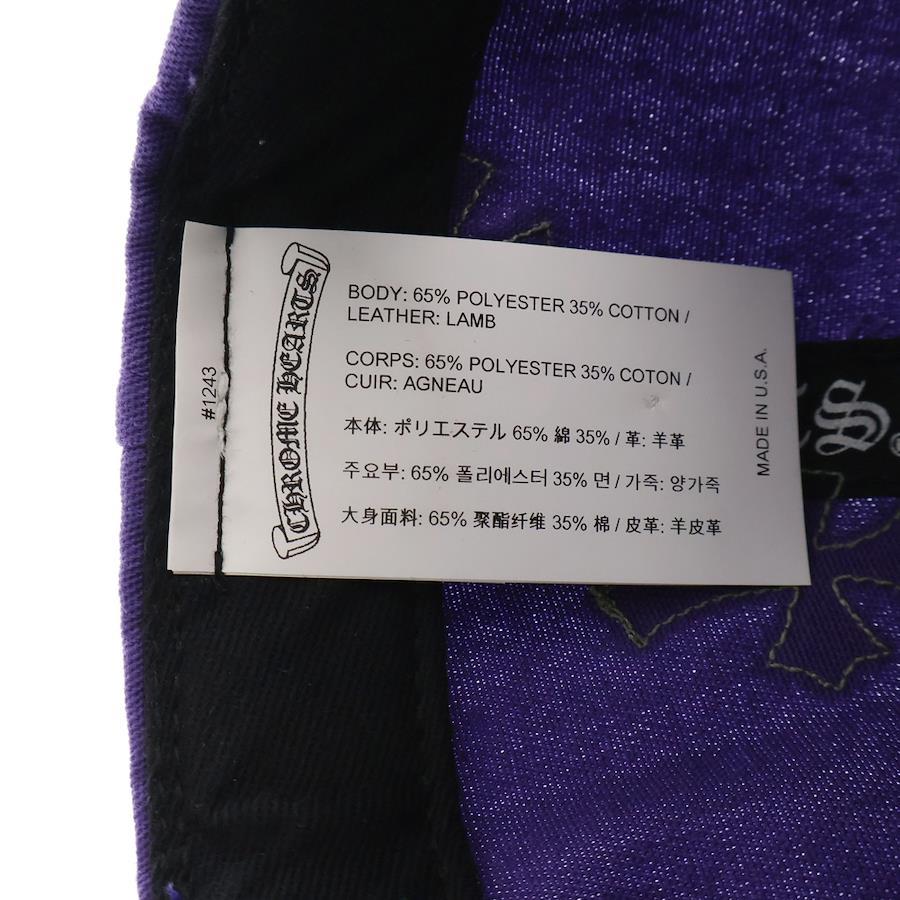 #1243
CHROME HEARTS
BODY: 65% POLYESTER 35% COTTON /
LEATHER: LAMB
CORPS: 65% POLYESTER 35% COTON /
CUIR: AGNEAU
本体: ポリエステル 65% 綿 35% / 革: 羊革
주요부: 65% 폴리에스터 35% 면 / 가죽: 양가죽
大身面料: 65% 聚酯纤维 35% 棉 / 皮革: 羊皮革
MADE IN U.S.A.